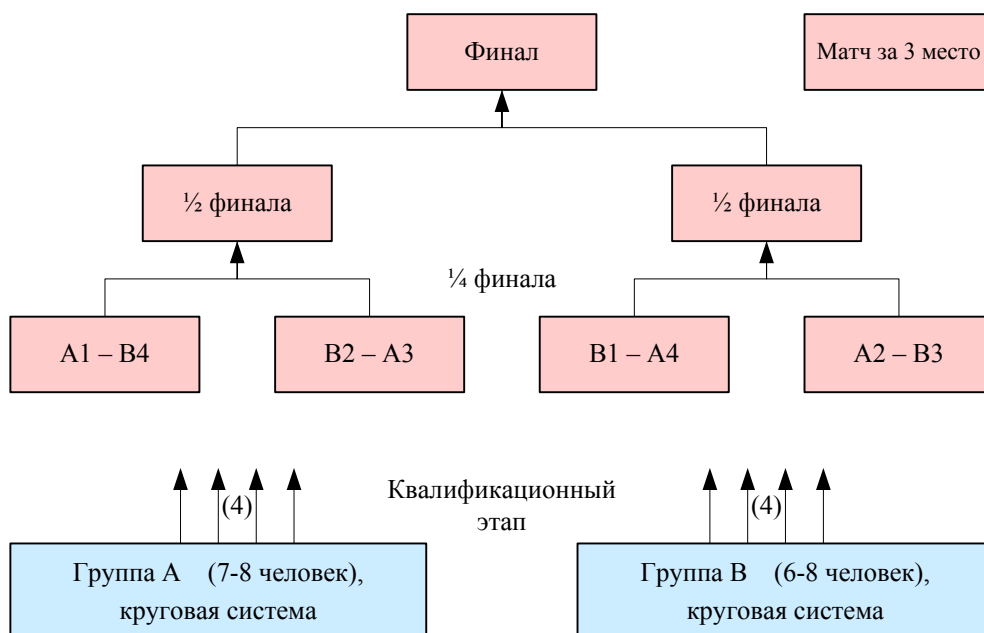 Финал
Матч за 3 место
½ финала
½ финала
¼ финала
A1 – B4
B2 – A3
B1 – A4
A2 – B3
(4)
Квалификационный
этап
(4)
Группа A (7-8 человек),
круговая система
Группа B (6-8 человек),
круговая система